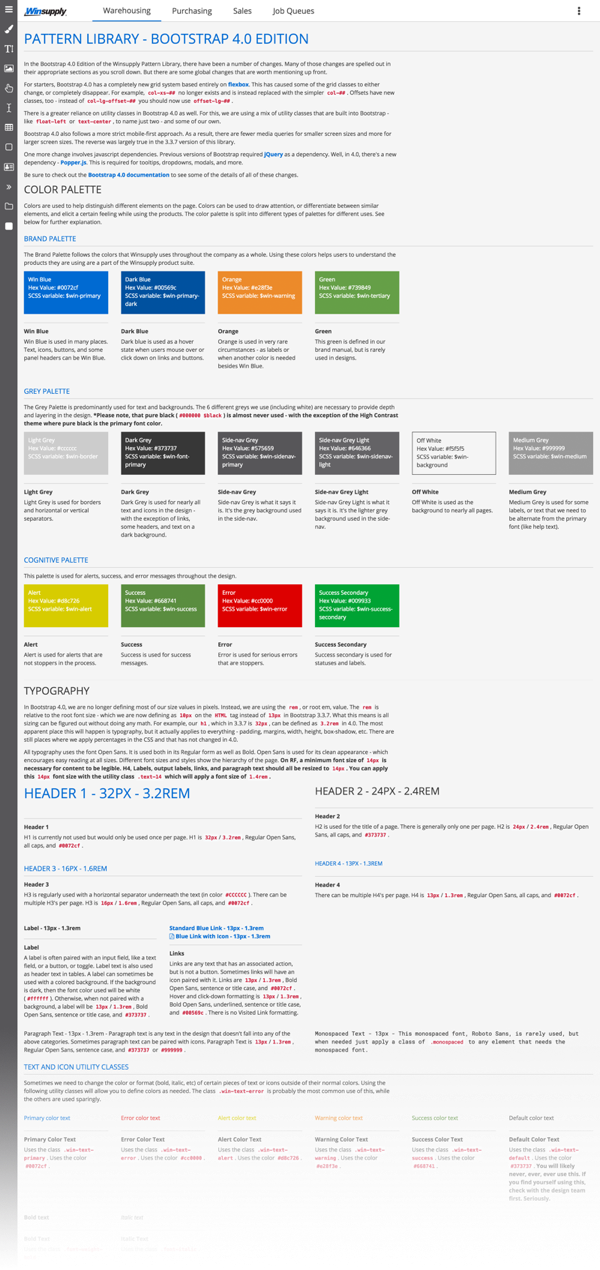 Winsupply
Warehousing
Purchasing
Sales
Job Queues
PATTERN LIBRARY - BOOTSTRAP 4.0 EDITION
In the Bootstrap 4.0 Edition of the Winsupply Pattern Library, there have been a number of changes. Many of those changes are spelled out in
their appropriate sections as you scroll down. But there are some global changes that are worth mentioning up front.
For starters, Bootstrap 4.0 has a completely new grid system based entirely on flexbox. This has caused some of the grid classes to either
change, or completely disappear. For example, col-xs-## no longer exists and is instead replaced with the simpler col-##. Offsets have new
classes, too - instead of col-lg-offset-## you should now use offset-lg-##.
There is a greater reliance on utility classes in Bootstrap 4.0 as well. For this, we are using a mix of utility classes that are built into Bootstrap -
like float-left or text-center, to name just two - and some of our own.
Bootstrap 4.0 also follows a more strict mobile-first approach. As a result, there are fewer media queries for smaller screen sizes and more for
larger screen sizes. The reverse was largely true in the 3.3.7 version of this library.
One more change involves javascript dependencies. Previous versions of Bootstrap required jQuery as a dependency. Well, in 4.0, there's a new
dependency - Popper.js. This is required for tooltips, dropdowns, modals, and more.
Be sure to check out the Bootstrap 4.0 documentation to see some of the details of all of these changes.
COLOR PALETTE
Colors are used to help distinguish different elements on the page. Colors can be used to draw attention, or differentiate between similar
elements, and elicit a certain feeling while using the products. The color palette is split into different types of palettes for different uses. See
below for further explanation.
BRAND PALETTE
The Brand Palette follows the colors that Winsupply uses throughout the company as a whole. Using these colors helps users to understand the
products they are using are a part of the Winsupply product suite.
Win Blue
Hex Value: #0072cf
SCSS variable: $win-primary
Dark Blue
Hex Value: #00569c
SCSS variable: $win-primary-
dark
Orange
Hex Value: #e28f3e
SCSS variable: $win-warning
Green
Hex Value: #739849
SCSS variable: $win-tertiary
Win Blue
Win Blue is used in many places.
Text, icons, buttons, and some
panel headers can be Win Blue.
Dark Blue
Dark blue is used as a hover
state when users mouse over or
click down on links and buttons.
Orange
Orange is used in very rare
circumstances - as labels or
when another color is needed
besides Win Blue.
Green
This green is defined in our
brand manual, but is rarely
used in designs.
GREY PALETTE
The Grey Palette is predominantly used for text and backgrounds. The 6 different greys we use (including white) are necessary to provide depth
and layering in the design. *Please note, that pure black ( #000000 $black ) is almost never used - with the exception of the High Contrast
theme where pure black is the primary font color.
Light Grey
Hex Value: #cccccc
SCSS variable: $win-border
Dark Grey
Hex Value: #373737
SCSS variable: $win-font-
primary
Side-nav Grey
Hex Value: #575659
SCSS variable: $win-sidenav-
primary
Side-nav Grey Light
Hex Value: #646366
SCSS variable: $win-sidenav-
light
Off White
Hex Value: #f5f5f5
SCSS variable: $win-
background
Medium Grey
Hex Value: #999999
SCSS variable: $win-medium
Light Grey
Light Grey is used for borders
and horizontal or vertical
separators.
Dark Grey
Dark Grey is used for nearly all
text and icons in the design -
with the exception of links,
some headers, and text on a
dark background.
Side-nav Grey
Side-nav Grey is what it says it
is. It's the grey background used
in the side-nav.
Side-nav Grey Light
Side-nav Grey Light is what it
says it is. It's the lighter grey
background used in the side-
nav.
Off White
Off White is used as the
background to nearly all pages.
Medium Grey
Medium Grey is used for some
labels, or text that we need to
be alternate from the primary
font (like help text).
COGNITIVE PALETTE
This palette is used for alerts, success, and error messages throughout the design.
Alert
Hex Value: #d8c726
SCSS variable: $win-alert
Success
Hex Value: #668741
SCSS variable: $win-success
Error
Hex Value: #cc0000
SCSS variable: $win-error
Success Secondary
Hex Value: #009933
SCSS variable: $win-success-
secondary
Alert
Alert is used for alerts that are
not stoppers in the process.
Success
Success is used for success
messages.
Error
Error is used for serious errors
that are stoppers.
Success Secondary
Success secondary is used for
statuses and labels.
TYPOGRAPHY
In Bootstrap 4.0, we are no longer defining most of our size values in pixels. Instead, we are using the rem, or root em, value. The rem is
relative to the root font size - which we are now defining as 10px on the HTML tag instead of 13px in Bootstrap 3.3.7. What this means is all
sizing can be figured out without doing any math. For example, our h1, which in 3.3.7 is 32px, can be defined as 3.2rem in 4.0. The most
apparent place this will happen is typography, but it actually applies to everything - padding, margins, width, height, box-shadow, etc. There are
still places where we apply percentages in the CSS and that has not changed in 4.0.
All typography uses the font Open Sans. It is used both in its Regular form as well as Bold. Open Sans is used for its clean appearance - which
encourages easy reading at all sizes. Different font sizes and styles show the hierarchy of the page. On RF, a minimum font size of 14px is
necessary for content to be legible. H4, Labels, output labels, links, and paragraph text should all be resized to 14px. You can apply
this 14px font size with the utility class .text-14 which will apply a font size of 1.4rem.
HEADER 1 - 32PX - 3.2REM
HEADER 2 - 24PX - 2.4REM
Header 1
H1 is currently not used but would only be used once per page. H1 is 32px / 3.2rem, Regular Open Sans,
all caps, and #0072cf.
Header 2
H2 is used for the title of a page. There is generally only one per page. H2 is 24px / 2.4rem, Regular Open
Sans, all caps, and #373737.
HEADER 3 - 16PX - 1.6REM
HEADER 4 - 13PX - 1.3REM
Header 3
H3 is regularly used with a horizontal separator underneath the text (in color #CCCCCC ). There can be
multiple H3's per page. H3 is 16px / 1.6rem, Regular Open Sans, all caps, and #0072cf.
Header 4
There can be multiple H4's per page. H4 is 13px / 1.3rem, Regular Open Sans, all caps, and #0072cf.
Label - 13px - 1.3rem
Label
A label is often paired with an input field, like a text
field, or a button, or toggle. Label text is also used
as header text in tables. A label can sometimes be
used with a colored background. If the background
is dark, then the font color used will be white
( #ffffff ). Otherwise, when not paired with a
background, a label will be 13px / 1.3rem, Bold
Open Sans, sentence or title case, and #373737.
Standard Blue Link - 13px - 1.3rem
Blue Link with Icon - 13px - 1.3rem
Links
Links are any text that has an associated action,
but is not a button. Sometimes links will have an
icon paired with it. Links are 13px / 1.3rem, Bold
Open Sans, sentence or title case, and #0072cf.
Hover and click-down formatting is 13px / 1.3rem,
Bold Open Sans, underlined, sentence or title case,
and #00569c. There is no Visited Link formatting.
Paragraph Text - 13px - 1.3rem - Paragraph text is any text in the design that doesn't fall into any of the
above categories. Sometimes paragraph text can be paired with icons. Paragraph Text is 13px / 1.3rem,
Regular Open Sans, sentence case, and #373737 or #999999.
Monospaced Text - 13px - This monospaced font, Roboto Sans, is rarely used, but
when needed just apply a class of .monospaced to any element that needs the
monospaced font.
TEXT AND ICON UTILITY CLASSES
Sometimes we need to change the color or format (bold, italic, etc) of certain pieces of text or icons outside of their normal colors. Using the
following utility classes will allow you to define colors as needed. The class .win-text-error is probably the most common use of this, while
the others are used sparingly.
Primary color text
Error color text
Alert color text
Warning color text
Success color text
Default color text
Primary Color Text
Uses the class .win-text-
primary. Uses the color
#0072cf.
Error Color Text
Uses the class .win-text-
error. Uses the color #cc0000.
Alert Color Text
Uses the class .win-text-
alert. Uses the color #d8c726.
Warning Color Text
Uses the class .win-text-
warning. Uses the color
#e28f3e.
Success Color Text
Uses the class .win-text-
success. Uses the color
#668741.
Default Color Text
Uses the class .win-text-
default. Uses the color
#373737. You will likely
never, ever, ever use this. If
you find yourself using this,
check with the design team
first. Seriously.
Bold text
Italic text
Bold Text
Italic Text